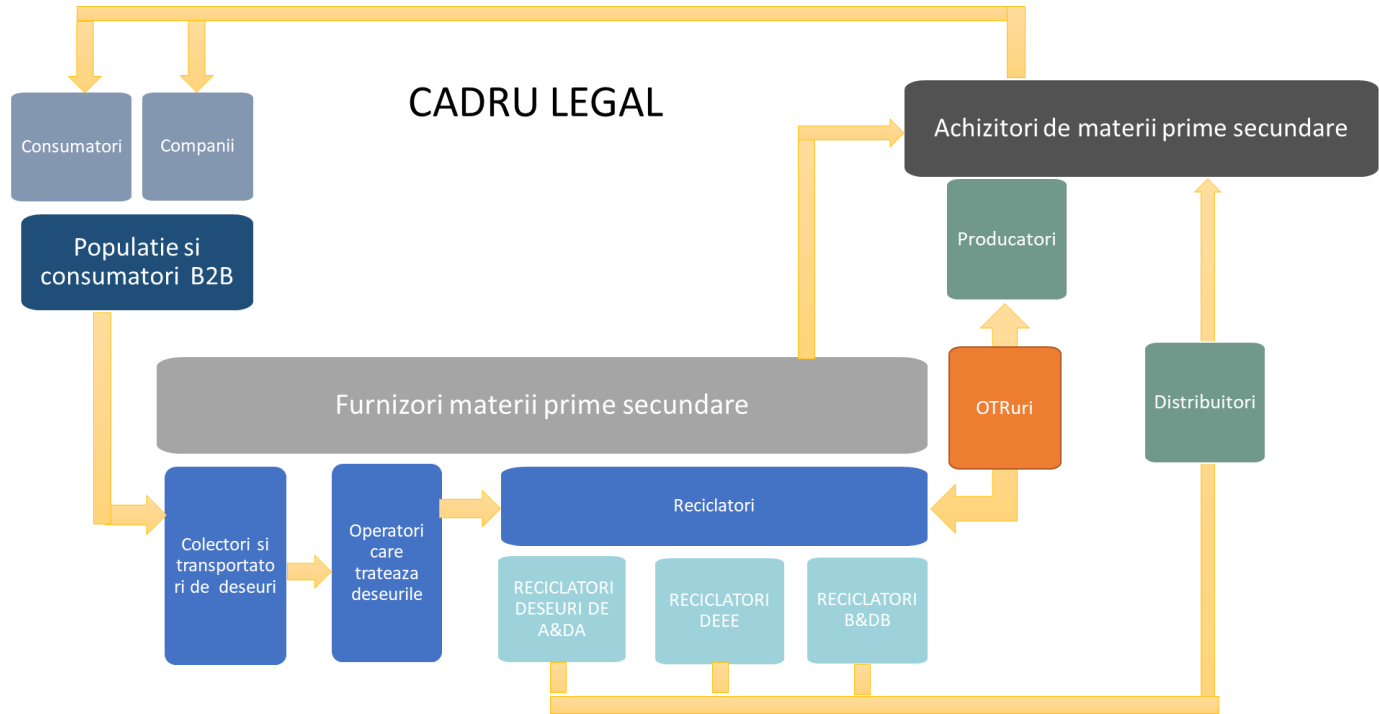 CADRU LEGAL
Consumatori
Companii
Achizitori de materii prime secundare
Populatie si
consumatori B2B
Producatori
Furnizori materii prime secundare
OTRuri
Distribuitori
Colectori si
transportato
ri de deseuri
Operatori
care
trateaza
deseurile
Reciclatori
RECICLATORI
DESEURI DE
A&DA
RECICLATORI
DEEE
RECICLATORI
B&DB